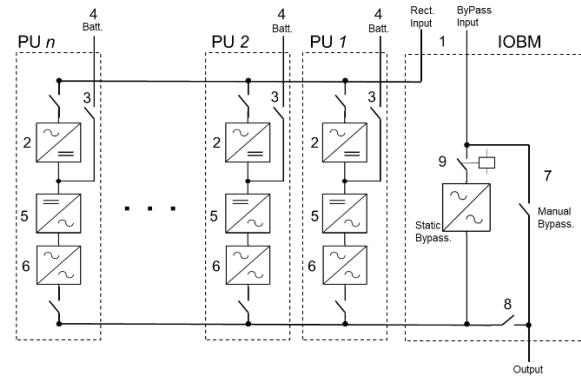 4
Batt.
4
Batt.
4
Batt.
Rect.
Input
ByPass
Input
PU n
PU 2
PU 1
1
IOBM
3
3
3
2
2
2
9
7
5
5
5
Static
Bypass.
Manual
Bypass.
. . .
6
6
6
8
Output